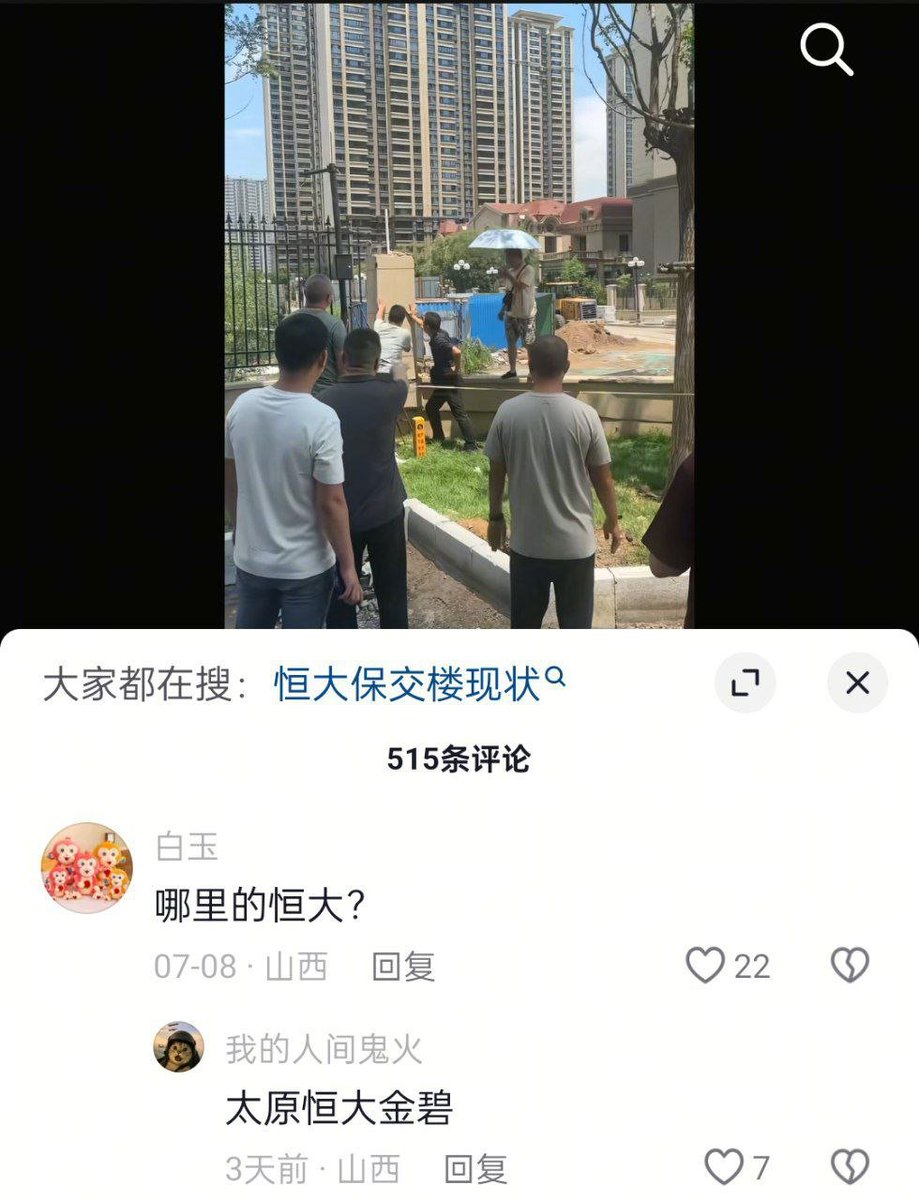 大家都在搜：恒大保交楼现状
515条评论
白玉
哪里的恒大?
07-08 · 山西 回复
22
我的人间鬼火
太原恒大金碧
3天前 · 山西 回复
7